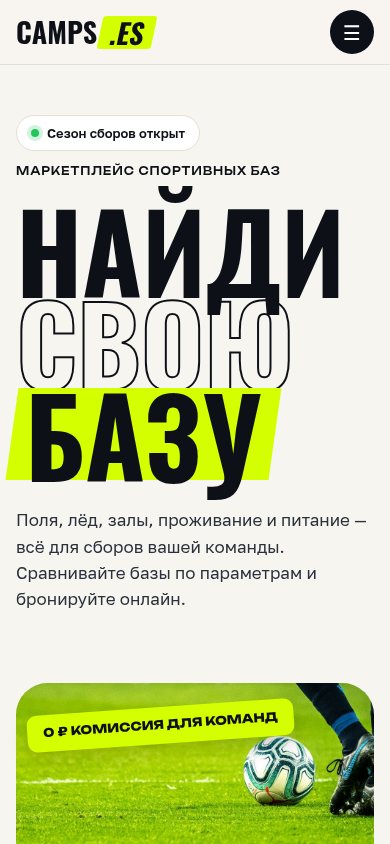 CAMPS .ES
Сезон сборов открыт
МАРКЕТПЛЕЙС СПОРТИВНЫХ БАЗ
НАЙДИ
СВОЮ
БАЗУ
Поля, лёд, залы, проживание и питание —
всё для сборов вашей команды.
Сравнивайте базы по параметрам и
бронируйте онлайн.
0 ₽ КОМИССИЯ ДЛЯ КОМАНД